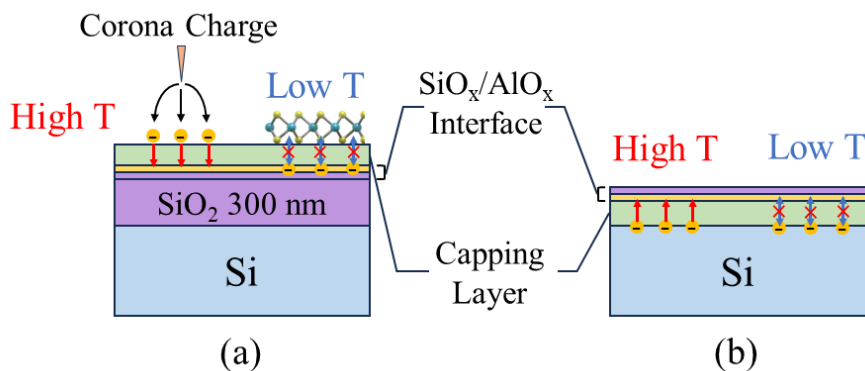 Corona Charge
High T
Low T
SiOₓ/AlOₓ
Interface
High T
Low T
SiO₂ 300 nm
Si
Capping
Layer
Si
(a)
(b)